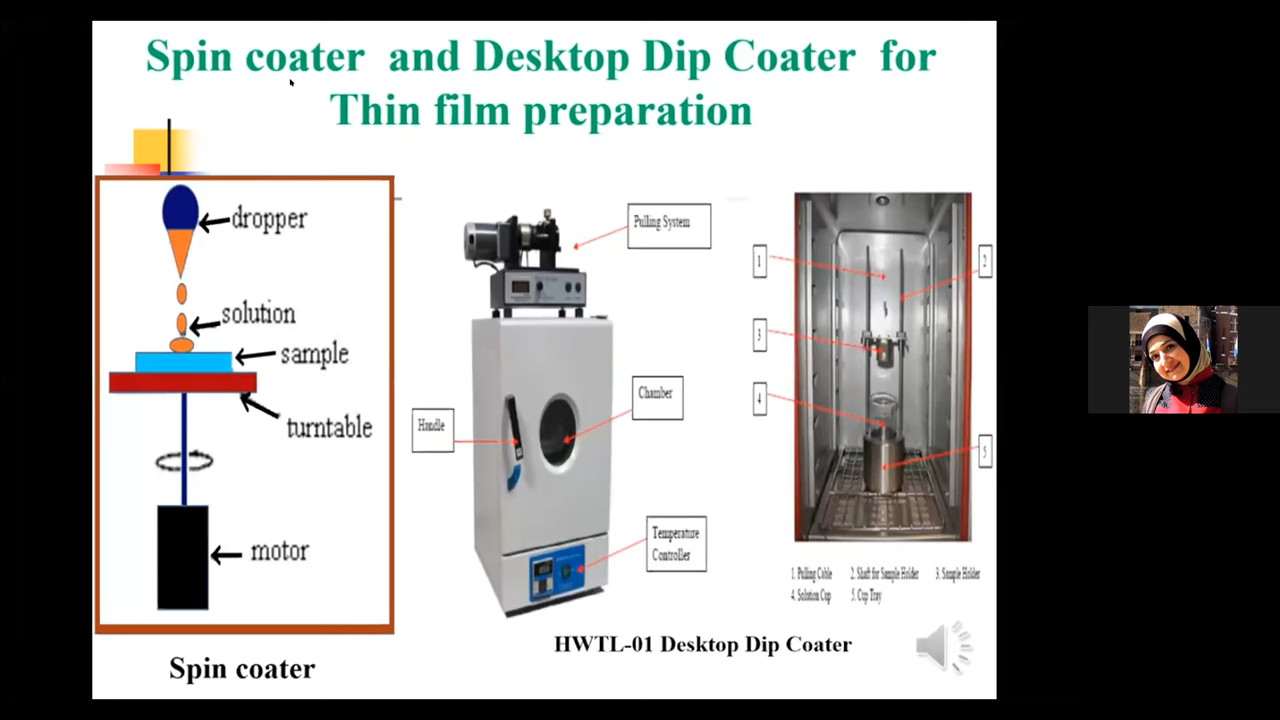 Spin coater and Desktop Dip Coater for
Thin film preparation
dropper
solution
sample
turntable
motor
Spin coater
Pulling System
Chamber
Handle
Temperature
Controller
HWTL-01 Desktop Dip Coater
1
2
3
4
5
1. Pulling Cable 2. Shaft for Sample Holder 3. Sample Holder
4. Solution Cup 5. Cup Tray